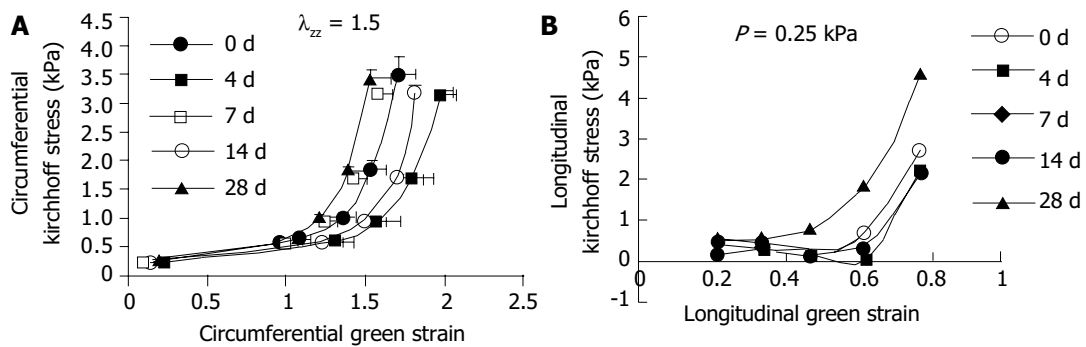 A
λzz = 1.5
Circumferential
kirchhoff stress (kPa)
4.5
4.0
3.5
3.0
2.5
2.0
1.5
1.0
0.5
0
0 d
4 d
7 d
14 d
28 d
0
0.5
1
1.5
2
2.5
Circumferential green strain
B
P = 0.25 kPa
Longitudinal
kirchhoff stress (kPa)
6
5
4
3
2
1
0
-1
0 d
4 d
7 d
14 d
28 d
0
0.2
0.4
0.6
0.8
1
Longitudinal green strain